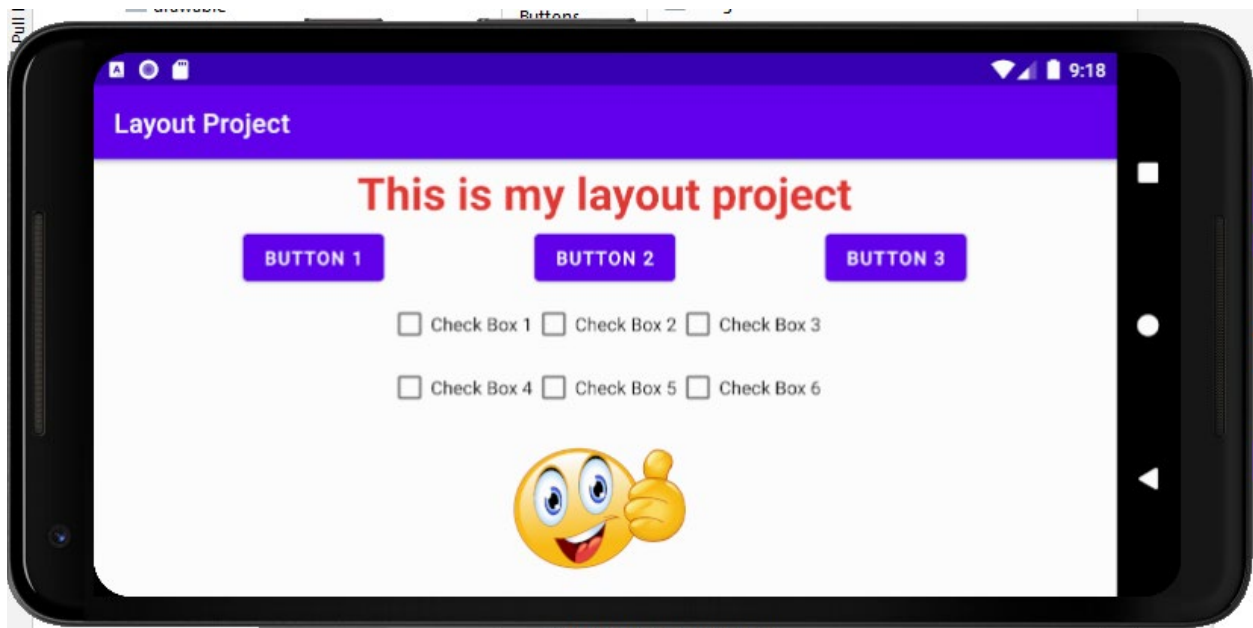 Buttons
9:18
Layout Project
This is my layout project
BUTTON 1 BUTTON 2 BUTTON 3
Check Box 1 Check Box 2 Check Box 3
Check Box 4 Check Box 5 Check Box 6